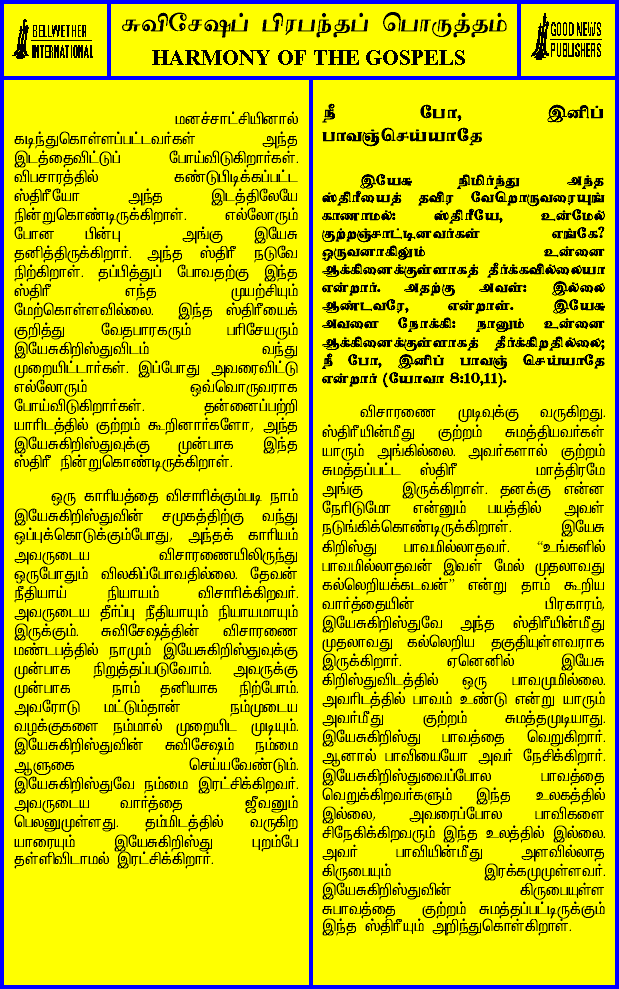 BELLWETHER
INTERNATIONAL
சுவிசேஷப் பிரபந்தப் பொருத்தம்
HARMONY OF THE GOSPELS
GOOD NEWS
PUBLISHERS
மனச்சாட்சியினால்
கடிந்துகொள்ளப்பட்டவர்கள் அந்த
இடத்தைவிட்டுப் போய்விடுகிறார்கள்.
விபசாரத்தில் கண்டுபிடிக்கப்பட்ட
ஸ்திரீயோ அந்த இடத்திலேயே
நின்றுகொண்டிருக்கிறாள். எல்லோரும்
போன பின்பு அங்கு இயேசு
தனித்திருக்கிறார். அந்த ஸ்திரீ நடுவே
நிற்கிறாள். தப்பித்துப் போவதற்கு இந்த
ஸ்திரீ எந்த முயற்சியும்
மேற்கொள்ளவில்லை. இந்த ஸ்திரீயைக்
குறித்து வேதபாரகரும் பரிசேயரும்
இயேசுகிறிஸ்துவிடம் வந்து
முறையிட்டார்கள். இப்போது அவரைவிட்டு
எல்லோரும் ஒவ்வொருவராக
போய்விடுகிறார்கள். தன்னைப்பற்றி
யாரிடத்தில் குற்றம் கூறினார்களோ, அந்த
இயேசுகிறிஸ்துவுக்கு முன்பாக இந்த
ஸ்திரீ நின்றுகொண்டிருக்கிறாள்.
ஒரு காரியத்தை விசாரிக்கும்படி நாம்
இயேசுகிறிஸ்துவின் சமுகத்திற்கு வந்து
ஒப்புக்கொடுக்கும்போது, அந்தக் காரியம்
அவருடைய விசாரணையிலிருந்து
ஒருபோதும் விலகிப்போவதில்லை. தேவன்
நீதியாய் நியாயம் விசாரிக்கிறவர்.
அவருடைய தீர்ப்பு நீதியாயும் நியாயமாயும்
இருக்கும். சுவிசேஷத்தின் விசாரணை
மண்டபத்தில் நாமும் இயேசுகிறிஸ்துவுக்கு
முன்பாக நிறுத்தப்படுவோம். அவருக்கு
முன்பாக நாம் தனியாக நிற்போம்.
அவரோடு மட்டும்தான் நம்முடைய
வழக்குகளை நம்மால் முறையிட முடியும்.
இயேசுகிறிஸ்துவின் சுவிசேஷம் நம்மை
ஆளுகை செய்யவேண்டும்.
இயேசுகிறிஸ்துவே நம்மை இரட்சிக்கிறவர்.
அவருடைய வார்த்தை ஜீவனும்
பெலனுமுள்ளது. தம்மிடத்தில் வருகிற
யாரையும் இயேசுகிறிஸ்து புறம்பே
தள்ளிவிடாமல் இரட்சிக்கிறார்.
நீ போ, இனிப்
பாவஞ்செய்யாதே
இயேசு நிமிர்ந்து அந்த
ஸ்திரீயைத் தவிர வேறொருவரையுங்
காணாமல்: ஸ்திரீயே, உன்மேல்
குற்றஞ்சாட்டினவர்கள் எங்கே?
ஒருவனாகிலும் உன்னை
ஆக்கினைக்குள்ளாகத் தீர்க்கவில்லையா
என்றார். அதற்கு அவள்: இல்லை
ஆண்டவரே, என்றாள். இயேசு
அவளை நோக்கி: நானும் உன்னை
ஆக்கினைக்குள்ளாகத் தீர்க்கிறதில்லை;
நீ போ, இனிப் பாவஞ் செய்யாதே
என்றார் (யோவா 8:10,11).
விசாரணை முடிவுக்கு வருகிறது.
ஸ்திரீயின்மீது குற்றம் சுமத்தியவர்கள்
யாரும் அங்கில்லை. அவர்களால் குற்றம்
சுமத்தப்பட்ட ஸ்திரீ மாத்திரமே
அங்கு இருக்கிறாள். தனக்கு என்ன
நேரிடுமோ என்னும் பயத்தில் அவள்
நடுங்கிக்கொண்டிருக்கிறாள். இயேசு
கிறிஸ்து பாவமில்லாதவர். “உங்களில்
பாவமில்லாதவன் இவள் மேல் முதலாவது
கல்லெறியக்கடவன்” என்று தாம் கூறிய
வார்த்தையின் பிரகாரம்,
இயேசுகிறிஸ்துவே அந்த ஸ்திரீயின்மீது
முதலாவது கல்லெறிய தகுதியுள்ளவராக
இருக்கிறார். ஏனெனில் இயேசு
கிறிஸ்துவிடத்தில் ஒரு பாவமுமில்லை.
அவரிடத்தில் பாவம் உண்டு என்று யாரும்
அவர்மீது குற்றம் சுமத்தமுடியாது.
இயேசுகிறிஸ்து பாவத்தை வெறுகிறார்.
ஆனால் பாவியையோ அவர் நேசிக்கிறார்.
இயேசுகிறிஸ்துவைப்போல பாவத்தை
வெறுக்கிறவர்களும் இந்த உலகத்தில்
இல்லை, அவரைப்போல பாவிகளை
சிநேகிக்கிறவரும் இந்த உலத்தில் இல்லை.
அவர் பாவியின்மீது அளவில்லாத
கிருபையும் இரக்கமுமுள்ளவர்.
இயேசுகிறிஸ்துவின் கிருபையுள்ள
சுபாவத்தை குற்றம் சுமத்தப்பட்டிருக்கும்
இந்த ஸ்திரீயும் அறிந்துகொள்கிறாள்.